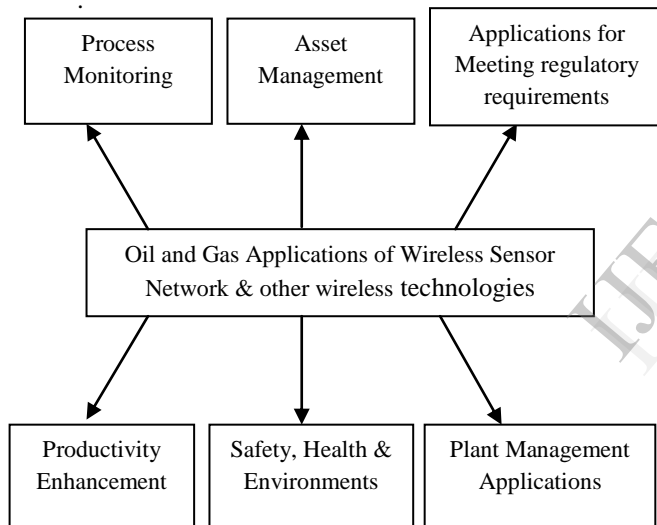 Process
Monitoring
Asset
Management
Applications for
Meeting regulatory
requirements
Oil and Gas Applications of Wireless Sensor
Network & other wireless technologies
Productivity
Enhancement
Safety, Health &
Environments
Plant Management
Applications